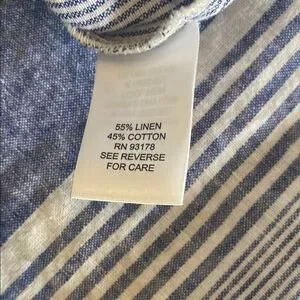 55% LINEN
45% COTTON
RN 93178
SEE REVERSE
FOR CARE